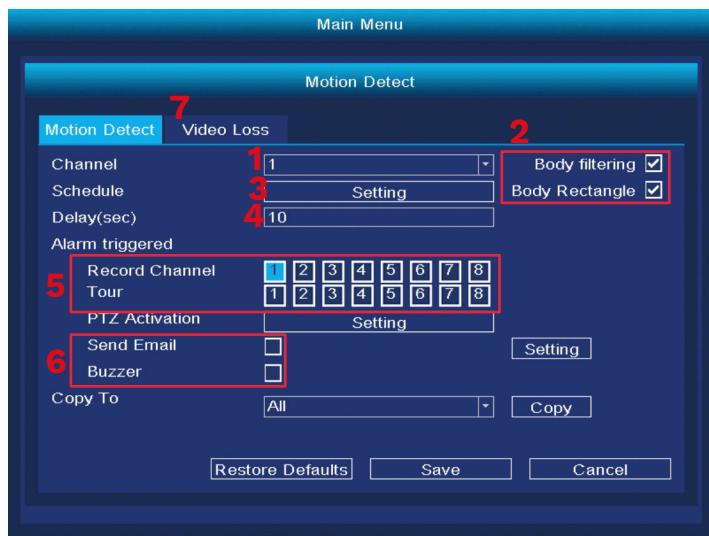 Main Menu
Motion Detect
7
Motion Detect Video Loss
2
Channel 1 1 Body filtering
Schedule 3 Setting Body Rectangle
Delay(sec) 4 10
Alarm triggered
5 Record Channel 1 2 3 4 5 6 7 8
Tour 1 2 3 4 5 6 7 8
PTZ Activation Setting
6 Send Email Setting
Buzzer
Copy To All Copy
Restore Defaults Save Cancel